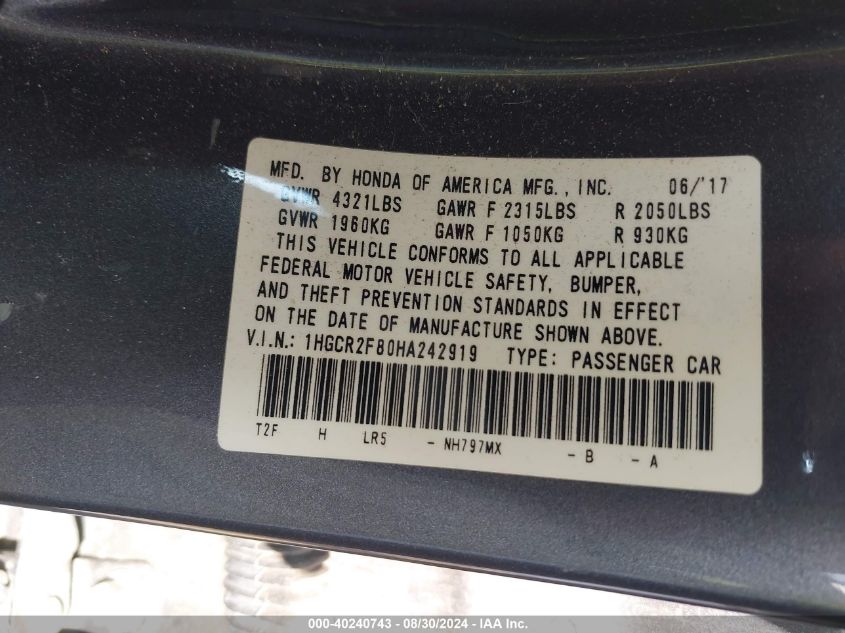 MFD. BY HONDA OF AMERICA MFG., INC. 06/'17
GVWR 4321LBS GAWR F 2315LBS R 2050LBS
GVWR 1960KG GAWR F 1050KG R 930KG
THIS VEHICLE CONFORMS TO ALL APPLICABLE
FEDERAL MOTOR VEHICLE SAFETY, BUMPER,
AND THEFT PREVENTION STANDARDS IN EFFECT
ON THE DATE OF MANUFACTURE SHOWN ABOVE.
V.I.N.: 1HGCR2F80HA242919 TYPE: PASSENGER CAR
T2F H LR5 - NH797MX - B - A
000-40240743 - 08/30/2024 - IAA Inc.